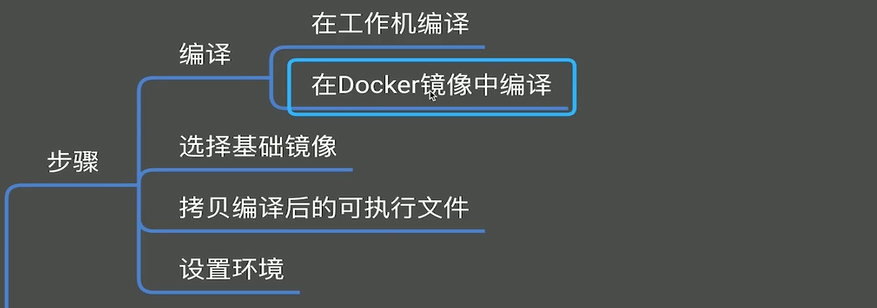 在工作机编译
编译
在Docker镜像中编译
步骤
选择基础镜像
拷贝编译后的可执行文件
设置环境